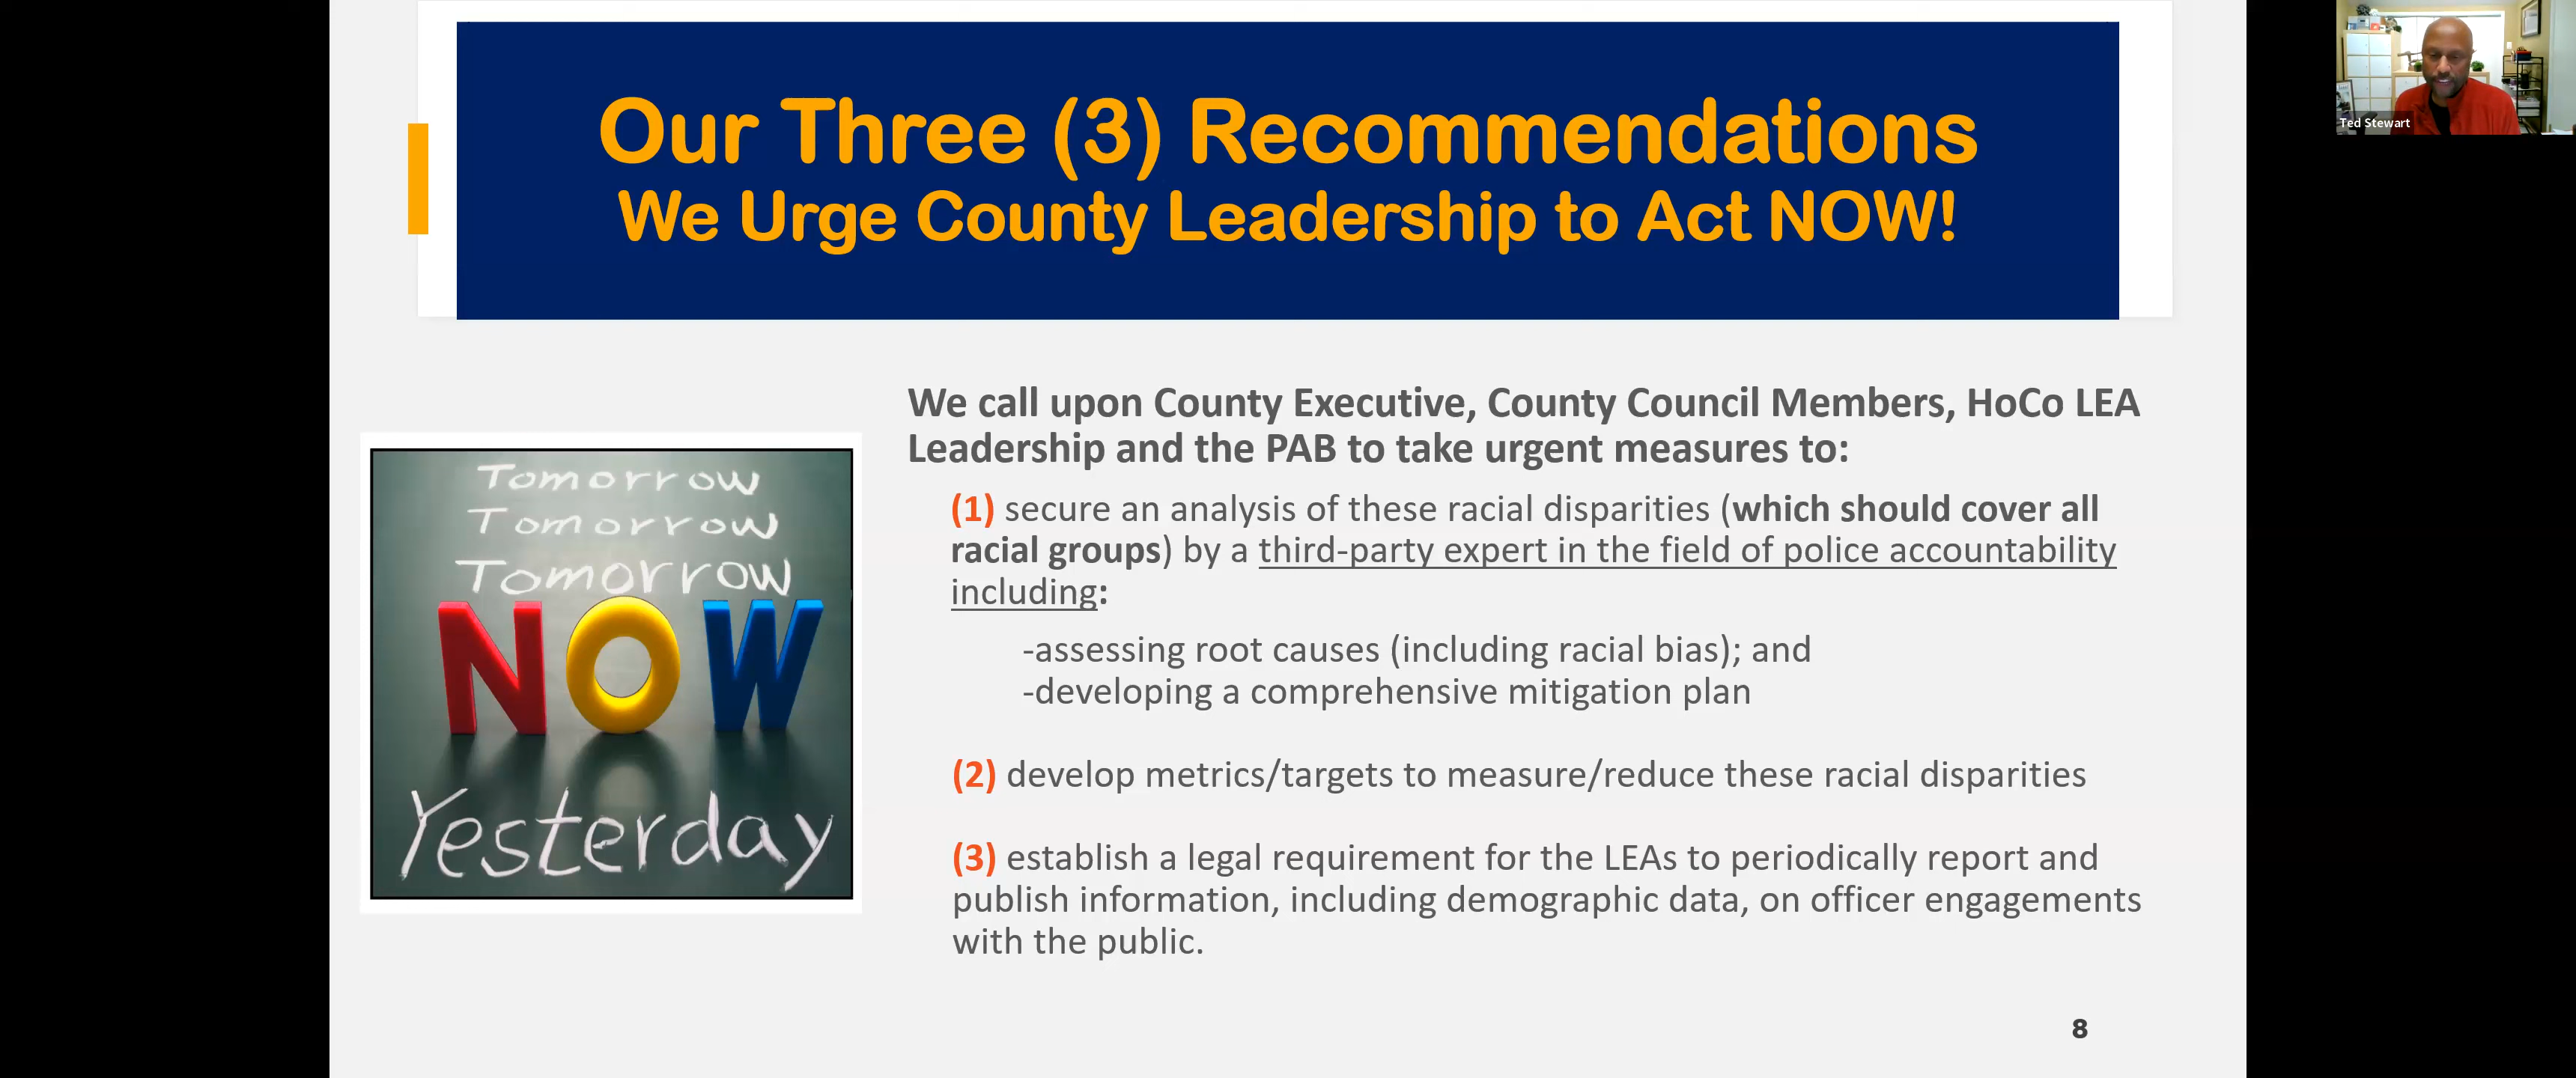 Our Three (3) Recommendations
We Urge County Leadership to Act NOW!
Ted Stewart
We call upon County Executive, County Council Members, HoCo LEA
Leadership and the PAB to take urgent measures to:
(1) secure an analysis of these racial disparities (which should cover all
racial groups) by a third-party expert in the field of police accountability
including:
-assessing root causes (including racial bias); and
-developing a comprehensive mitigation plan
(2) develop metrics/targets to measure/reduce these racial disparities
(3) establish a legal requirement for the LEAs to periodically report and
publish information, including demographic data, on officer engagements
with the public.
Tomorrow
Tomorrow
Tomorrow
NOW
Yesterday
8